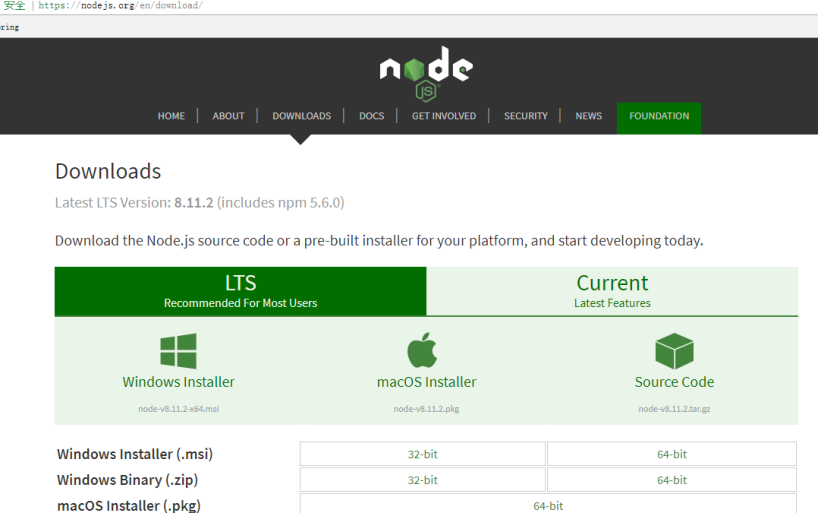 安全 | https://nodejs.org/en/download/
ring
node
JS
HOME | ABOUT | DOWNLOADS | DOCS | GET INVOLVED | SECURITY | NEWS FOUNDATION
Downloads
Latest LTS Version: 8.11.2 (includes npm 5.6.0)
Download the Node.js source code or a pre-built installer for your platform, and start developing today.
LTS Current
Recommended For Most Users Latest Features
Windows Installer macOS Installer Source Code
node-v8.11.2-x64.msi node-v8.11.2.pkg node-v8.11.2.tar.gz
Windows Installer (.msi) 32-bit 64-bit
Windows Binary (.zip) 32-bit 64-bit
macOS Installer (.pkg) 64-bit